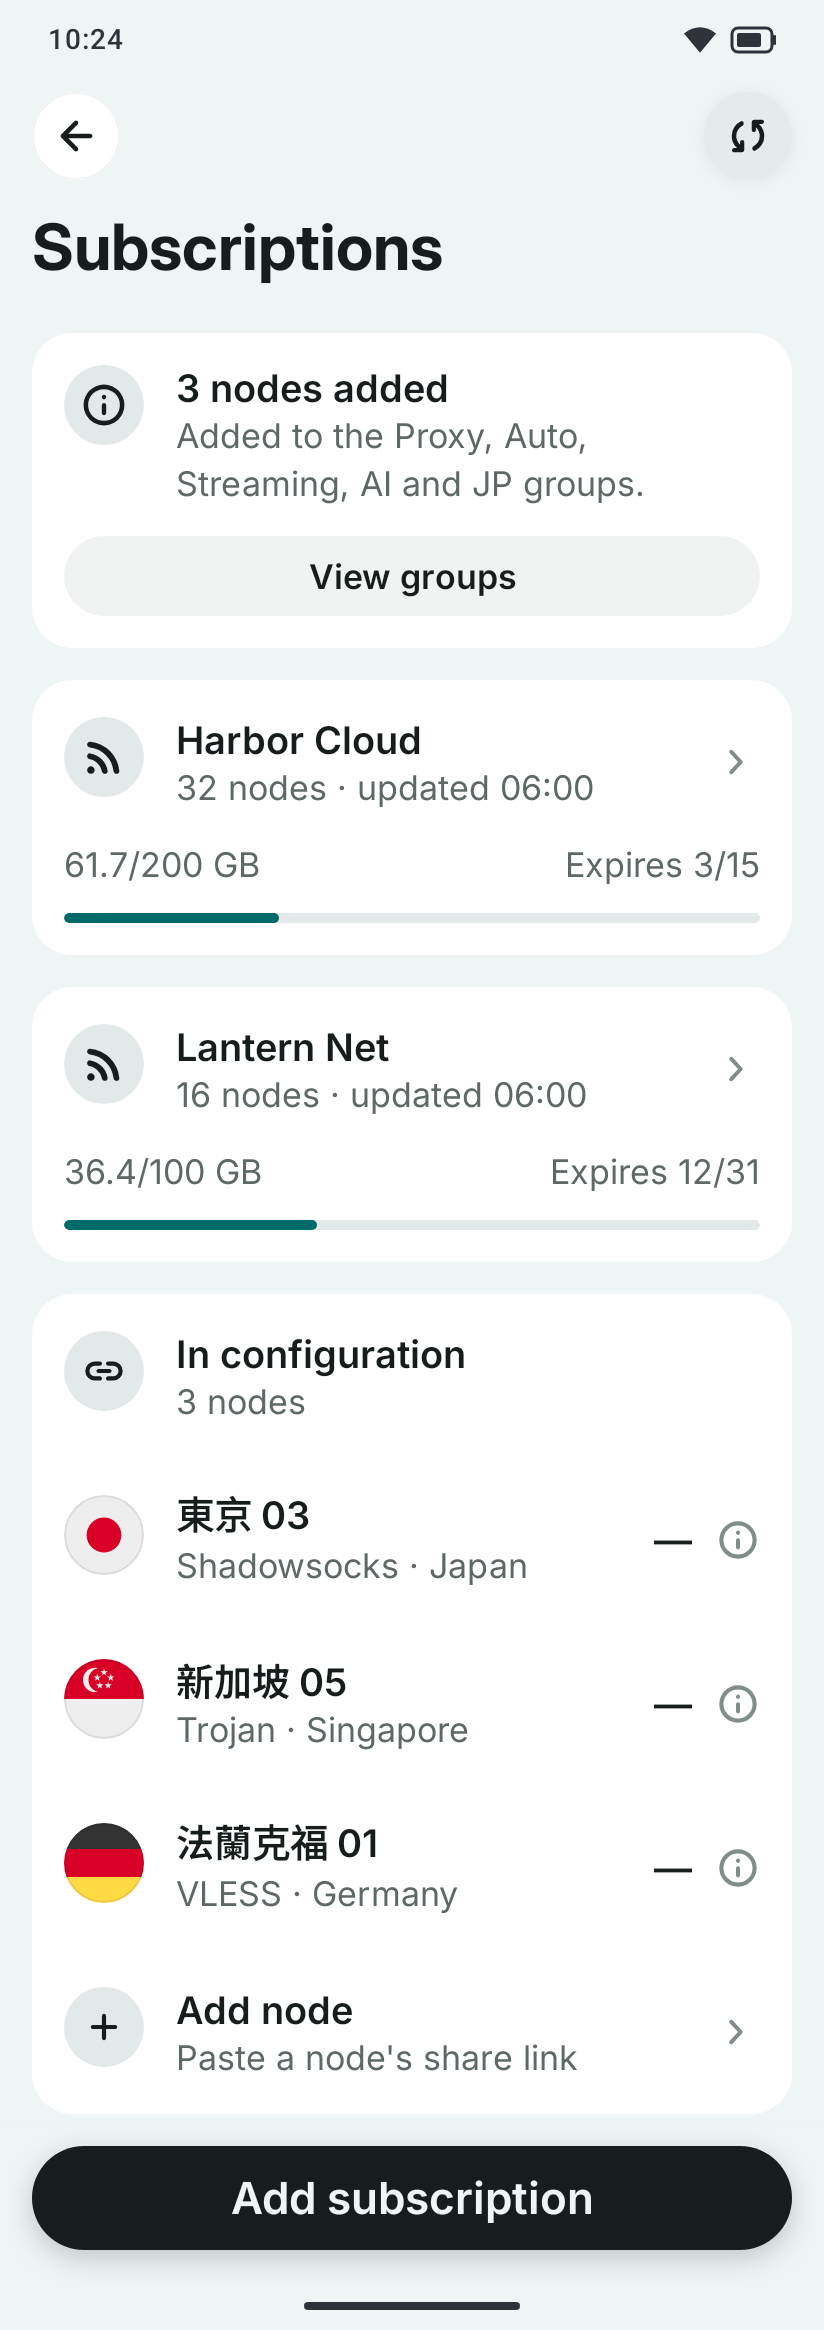 10:24
Subscriptions
3 nodes added
Added to the Proxy, Auto,
Streaming, AI and JP groups.
View groups
Harbor Cloud
32 nodes · updated 06:00
61.7/200 GB
Expires 3/15
Lantern Net
16 nodes · updated 06:00
36.4/100 GB
Expires 12/31
In configuration
3 nodes
東京 03
Shadowsocks · Japan
—
新加坡 05
Trojan · Singapore
—
法蘭克福 01
VLESS · Germany
—
Add node
Paste a node's share link
Add subscription